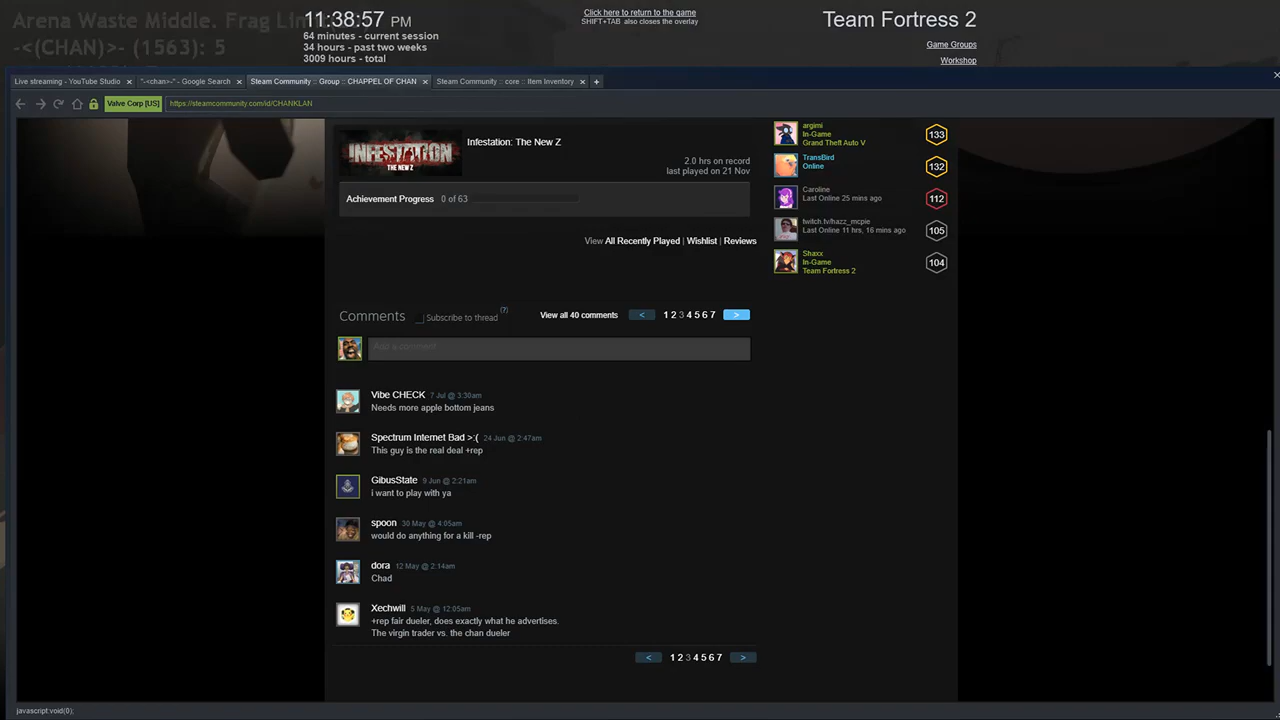 Arena Waste Middle. Frag Lim
-<(CHAN)>- (1563): 5
11:38:57 PM
64 minutes - current session
34 hours - past two weeks
3009 hours - total
Click here to return to the game
SHIFT+TAB also closes the overlay
Team Fortress 2
Game Groups
Workshop
Live streaming - YouTube Studio
"-<chan>-" - Google Search
Steam Community :: Group :: CHAPPEL OF CHAN
Steam Community :: core :: Item Inventory
Valve Corp [US]
https://steamcommunity.com/id/CHANKLAN
INFESTATION
THE NEW Z
Infestation: The New Z
2.0 hrs on record
last played on 21 Nov
Achievement Progress 0 of 63
View All Recently Played | Wishlist | Reviews
argimi
In-Game
Grand Theft Auto V
133
TransBird
Online
132
Caroline
Last Online 25 mins ago
112
twitch.tv/hazz_mcpie
Last Online 11 hrs, 16 mins ago
105
Shaxx
In-Game
Team Fortress 2
104
Comments
Subscribe to thread (?)
View all 40 comments
< 1 2 3 4 5 6 7 >
Add a comment
Vibe CHECK 7 Jul @ 3:30am
Needs more apple bottom jeans
Spectrum Internet Bad >:( 24 Jun @ 2:47am
This guy is the real deal +rep
GibusState 9 Jun @ 2:21am
i want to play with ya
spoon 30 May @ 4:05am
would do anything for a kill -rep
dora 12 May @ 2:14am
Chad
Xechwill 5 May @ 12:05am
+rep fair dueler, does exactly what he advertises.
The virgin trader vs. the chan dueler
< 1 2 3 4 5 6 7 >
javascript:void(0);